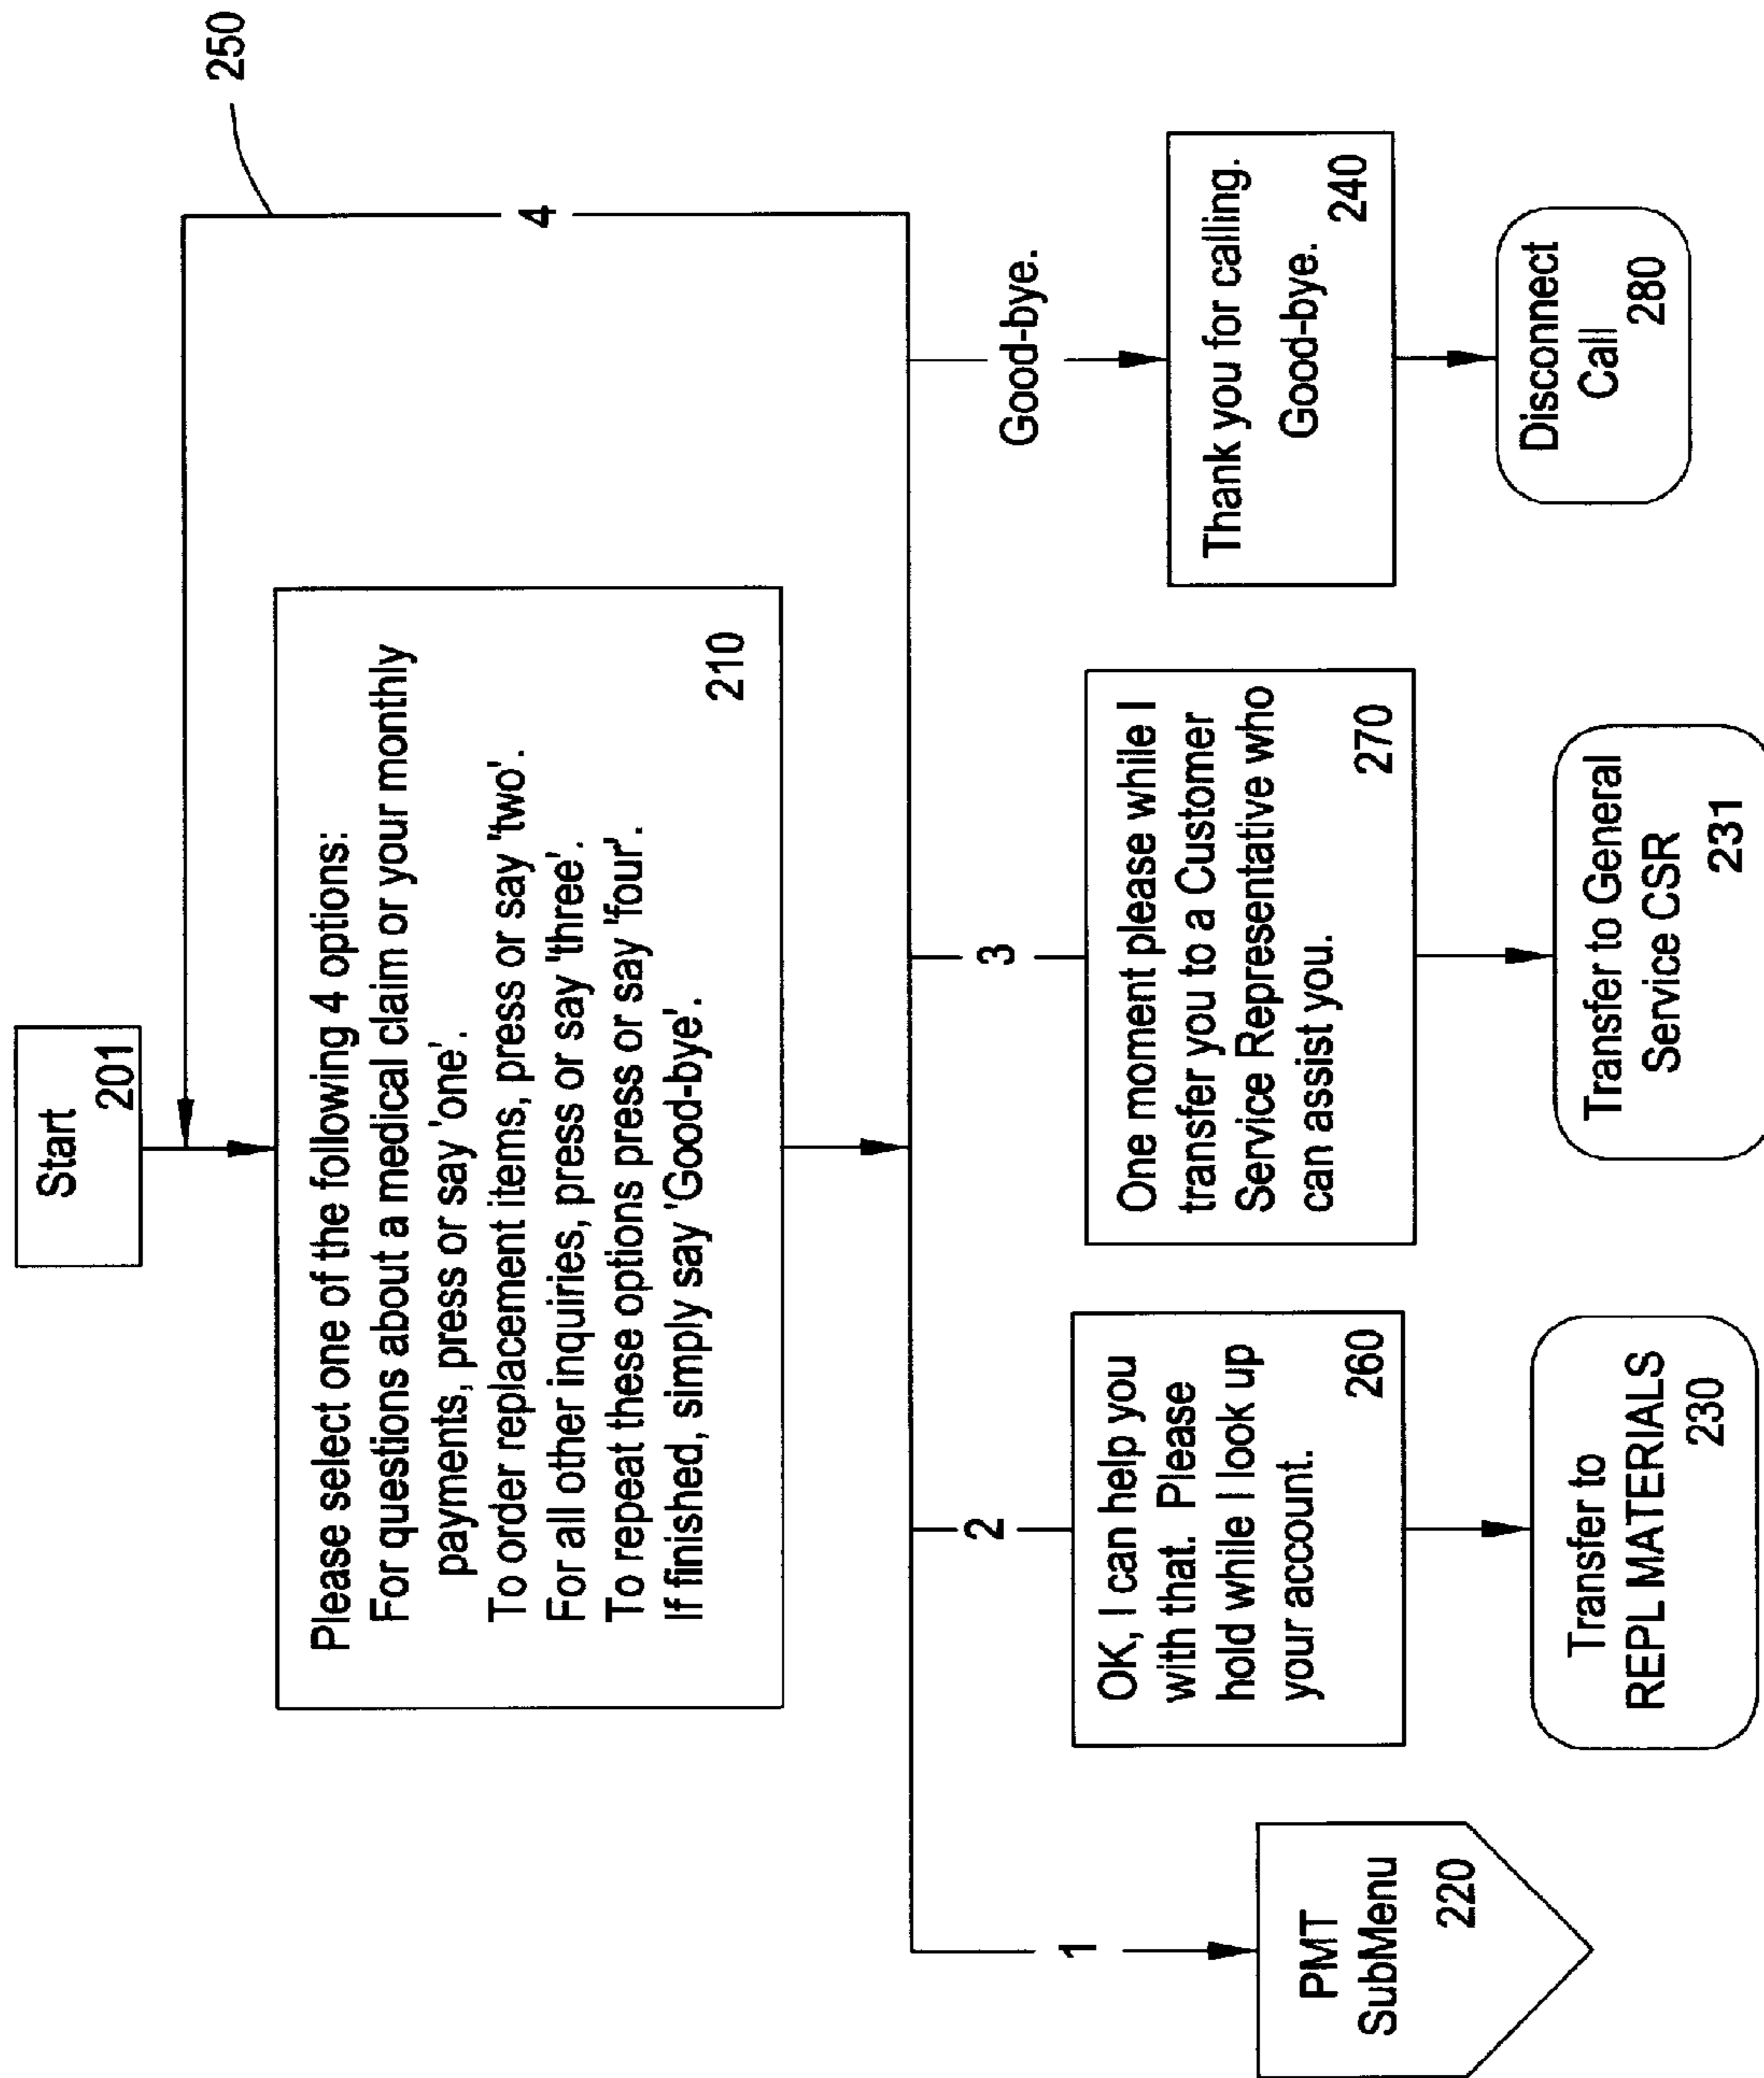 Start
201
250
Please select one of the following 4 options:
For questions about a medical claim or your monthly
payments, press or say 'one'.
To order replacement items, press or say 'two'.
For all other inquiries, press or say 'three'.
To repeat these options press or say 'four'.
If finished, simply say 'Good-bye'.
210
4
1
2
3
Good-bye.
PMT
SubMenu
220
OK, I can help you
with that. Please
hold while I look up
your account.
260
Transfer to
REPL MATERIALS
230
One moment please while I
transfer you to a Customer
Service Representative who
can assist you.
270
Transfer to General
Service CSR
231
Thank you for calling.
Good-bye.
240
Disconnect
Call
280